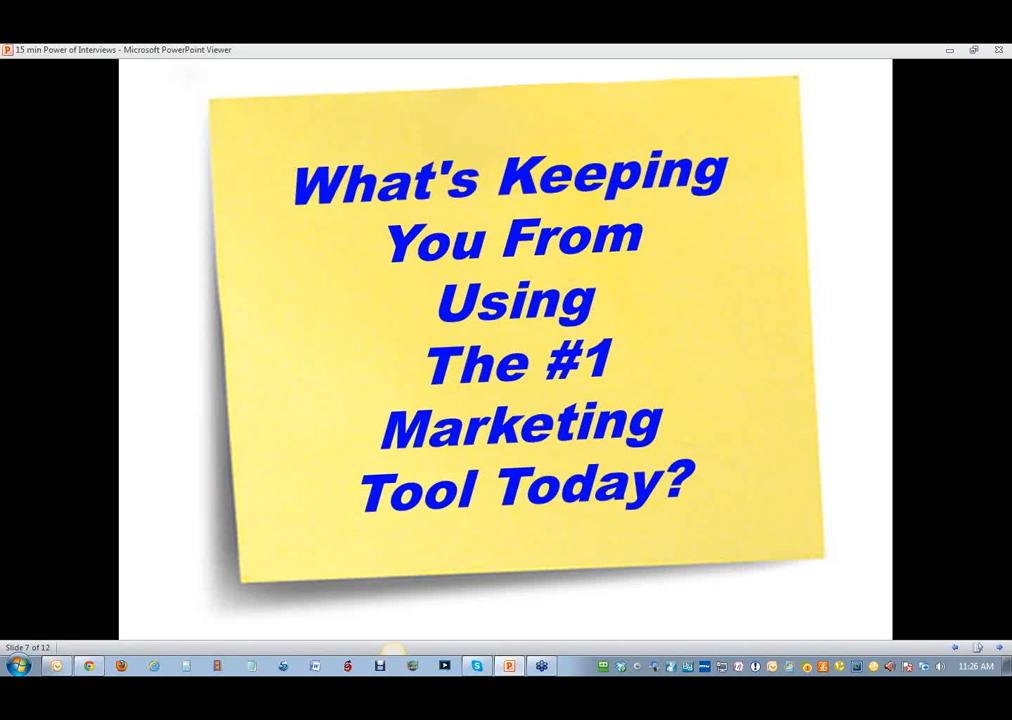 15 min Power of Interviews - Microsoft PowerPoint Viewer
What's Keeping
You From
Using
The #1
Marketing
Tool Today?
Slide 7 of 12
11:26 AM